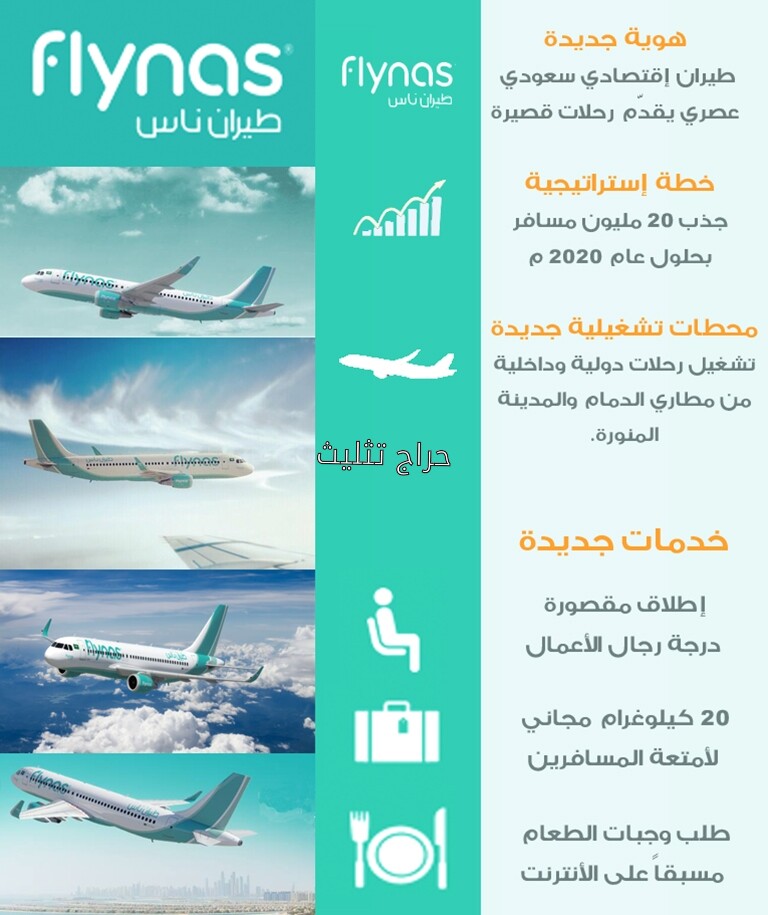 flynas
طيران ناس
flynas
طيران ناس
هوية جديدة
طيران إقتصادي سعودي
عصري يقدّم رحلات قصيرة
خطة إستراتيجية
جذب 20 مليون مسافر
بحلول عام 2020 م
محطات تشغيلية جديدة
تشغيل رحلات دولية وداخلية
من مطاري الدمام والمدينة
المنورة.
حراج تثليث
خدمات جديدة
إطلاق مقصورة
درجة رجال الأعمال
20 كيلوغرام مجاني
لأمتعة المسافرين
طلب وجبات الطعام
مسبقاً على الأنترنت
flynas
flynas
flynas
flynas